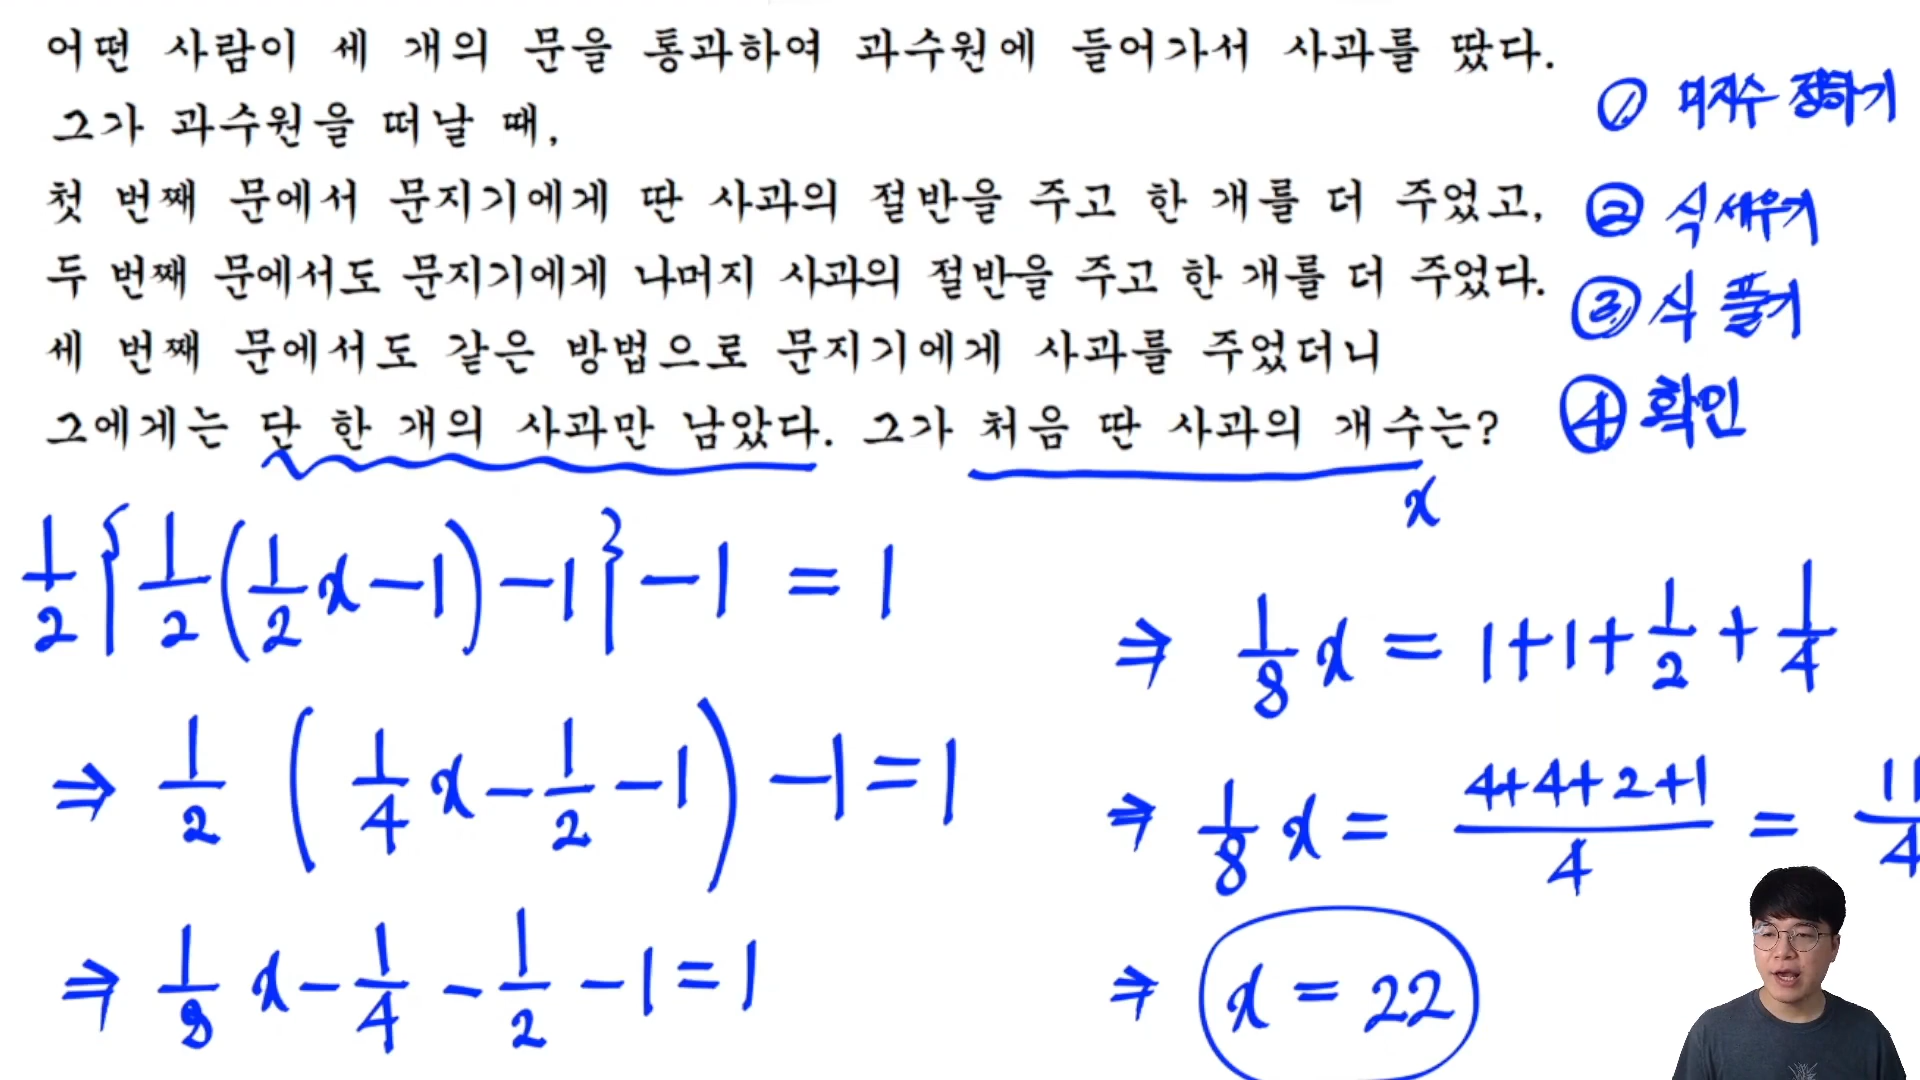 어떤 사람이 세 개의 문을 통과하여 과수원에 들어가서 사과를 땄다.
그가 과수원을 떠날 때,
첫 번째 문에서 문지기에게 딴 사과의 절반을 주고 한 개를 더 주었고,
두 번째 문에서도 문지기에게 나머지 사과의 절반을 주고 한 개를 더 주었다.
세 번째 문에서도 같은 방법으로 문지기에게 사과를 주었더니
그에게는 단 한 개의 사과만 남았다. 그가 처음 딴 사과의 개수는?
x
① 미지수 정하기
② 식 세우기
③ 식 풀기
④ 확인
1/2{1/2(1/2x-1)-1}-1 = 1
⇒ 1/2(1/4x-1/2-1)-1=1
⇒ 1/8x-1/4-1/2-1=1
⇒ 1/8x = 1+1+1/2+1/4
⇒ 1/8x = (4+4+2+1)/4 = 11/4
⇒ x = 22